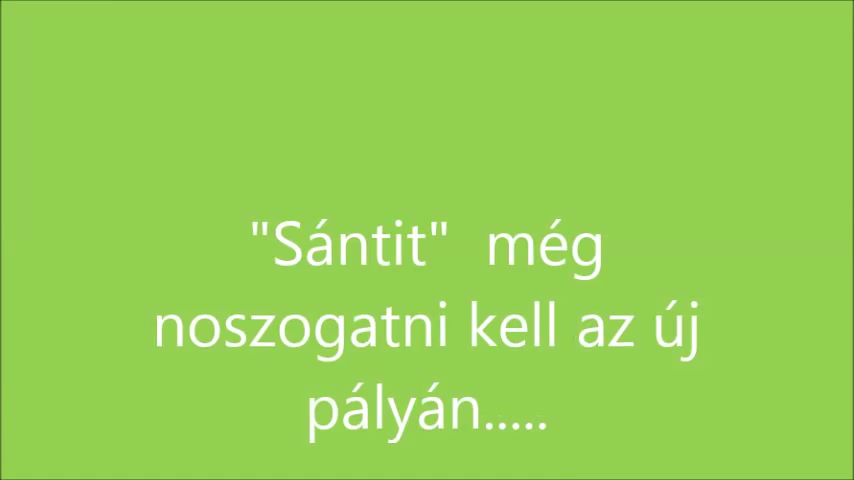 "Sántit"  még
noszogatni kell az új
pályán.....